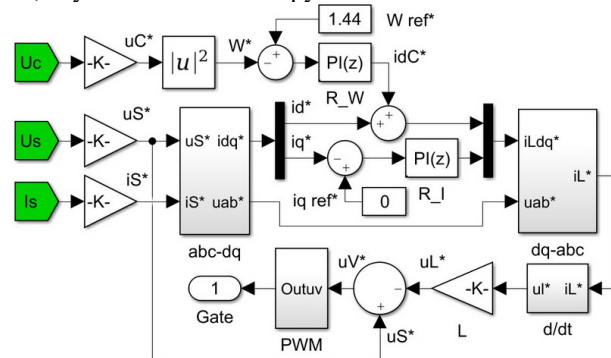 1.44 W ref*
Uc -K- uC* |u|² W* − + PI(z) idC*
R_W
Us -K- uS* uS* idq* id* + + iLdq*
iq* − + PI(z) iL*
Is -K- iS* iS* uab* iq ref* 0 R_I uab*
abc-dq dq-abc
uV* uL*
1 Outuv − + -K- ul* iL*
Gate uS* L d/dt
PWM